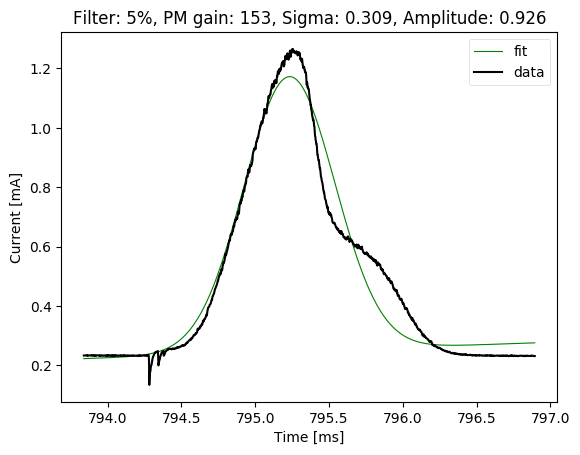 Filter: 5%, PM gain: 153, Sigma: 0.309, Amplitude: 0.926
fit
data
1.2
1.0
0.8
0.6
0.4
0.2
Current [mA]
794.0 794.5 795.0 795.5 796.0 796.5 797.0
Time [ms]